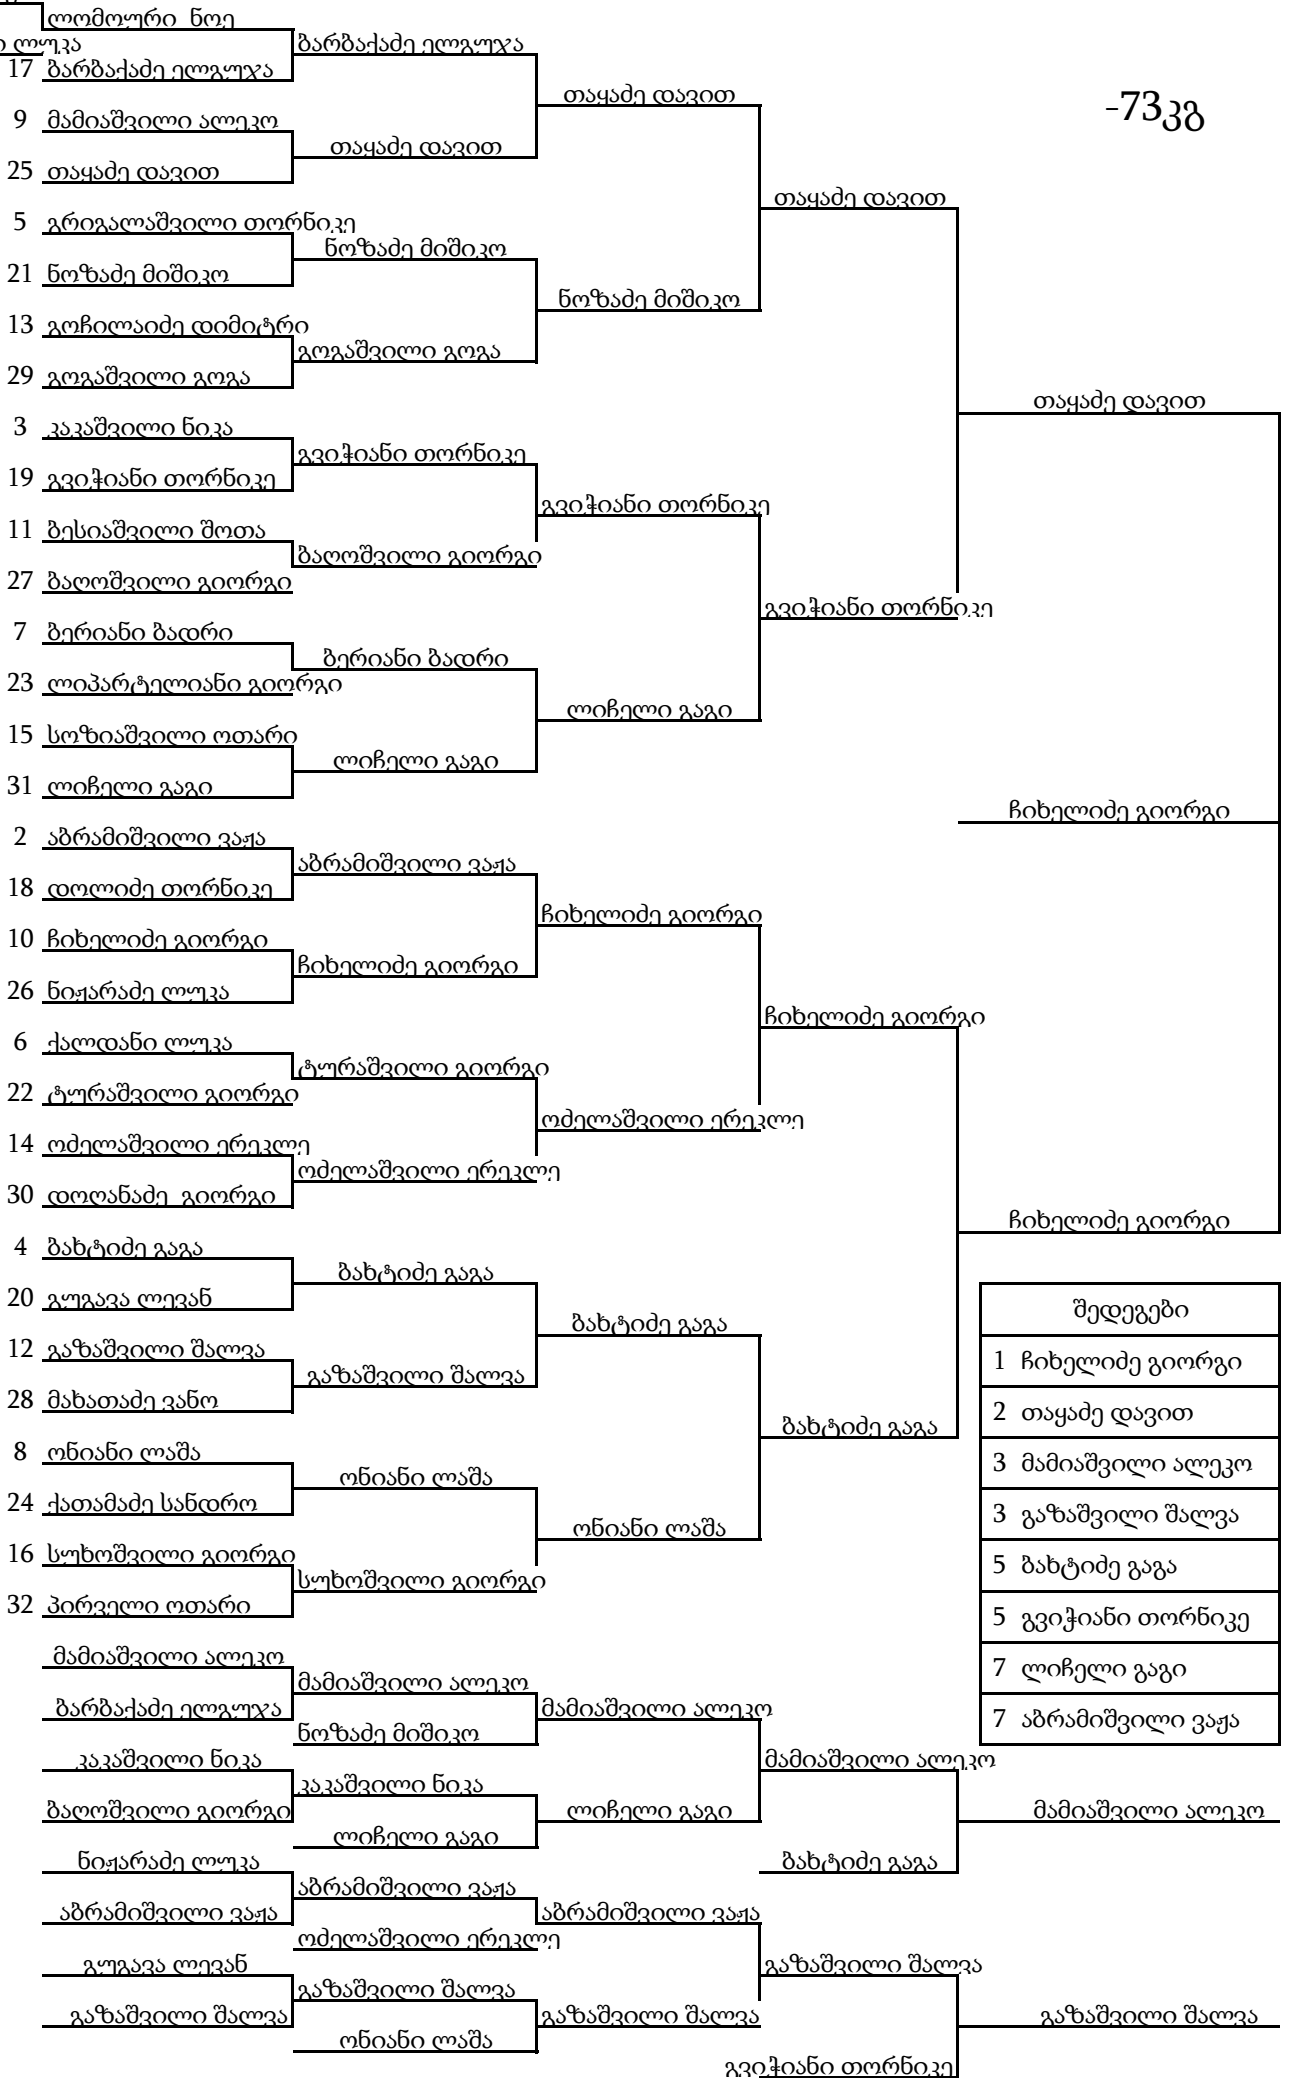 ლომოური ნოე
ლუკა
ბარბაქაძე ელგუჯა
17 ბარბაქაძე ელგუჯა
თაყაძე დავით
-73კგ
9 მამიაშვილი ალეკო
თაყაძე დავით
25 თაყაძე დავით
თაყაძე დავით
5 გრიგალაშვილი თორნიკე
ნოზაძე მიშიკო
21 ნოზაძე მიშიკო
ნოზაძე მიშიკო
13 გოჩილაიძე დიმიტრი
გოგაშვილი გოგა
29 გოგაშვილი გოგა
თაყაძე დავით
3 კაკაშვილი ნიკა
გვიჭიანი თორნიკე
19 გვიჭიანი თორნიკე
გვიჭიანი თორნიკე
11 ბესიაშვილი შოთა
ბაღოშვილი გიორგი
27 ბაღოშვილი გიორგი
გვიჭიანი თორნიკე
7 ბერიანი ბადრი
ბერიანი ბადრი
23 ლიპარტელიანი გიორგი
ლიჩელი გაგი
15 სოზიაშვილი ოთარი
ლიჩელი გაგი
31 ლიჩელი გაგი
ჩიხელიძე გიორგი
2 აბრამიშვილი ვაჟა
აბრამიშვილი ვაჟა
18 დოლიძე თორნიკე
ჩიხელიძე გიორგი
10 ჩიხელიძე გიორგი
ჩიხელიძე გიორგი
26 ნიჟარაძე ლუკა
ჩიხელიძე გიორგი
6 ქალდანი ლუკა
ტურაშვილი გიორგი
22 ტურაშვილი გიორგი
ოძელაშვილი ერეკლე
14 ოძელაშვილი ერეკლე
ოძელაშვილი ერეკლე
30 დოღანაძე გიორგი
ჩიხელიძე გიორგი
4 ბახტიძე გაგა
ბახტიძე გაგა
20 გუგავა ლევან
ბახტიძე გაგა
12 გაზაშვილი შალვა
გაზაშვილი შალვა
28 მახათაძე ვანო
ბახტიძე გაგა
8 ონიანი ლაშა
ონიანი ლაშა
24 ქათამაძე სანდრო
ონიანი ლაშა
16 სუხოშვილი გიორგი
სუხოშვილი გიორგი
32 პირველი ოთარი
შედეგები
1 ჩიხელიძე გიორგი
2 თაყაძე დავით
3 მამიაშვილი ალეკო
3 გაზაშვილი შალვა
5 ბახტიძე გაგა
5 გვიჭიანი თორნიკე
7 ლიჩელი გაგი
7 აბრამიშვილი ვაჟა
მამიაშვილი ალეკო
მამიაშვილი ალეკო
ბარბაქაძე ელგუჯა
მამიაშვილი ალეკო
ნოზაძე მიშიკო
კაკაშვილი ნიკა
მამიაშვილი ალეკო
კაკაშვილი ნიკა
ბაღოშვილი გიორგი
ლიჩელი გაგი
მამიაშვილი ალეკო
ლიჩელი გაგი
ნიჟარაძე ლუკა
ბახტიძე გაგა
აბრამიშვილი ვაჟა
აბრამიშვილი ვაჟა
აბრამიშვილი ვაჟა
ოძელაშვილი ერეკლე
გუგავა ლევან
გაზაშვილი შალვა
გაზაშვილი შალვა
გაზაშვილი შალვა
გაზაშვილი შალვა
გაზაშვილი შალვა
ონიანი ლაშა
გვიჭიანი თორნიკე